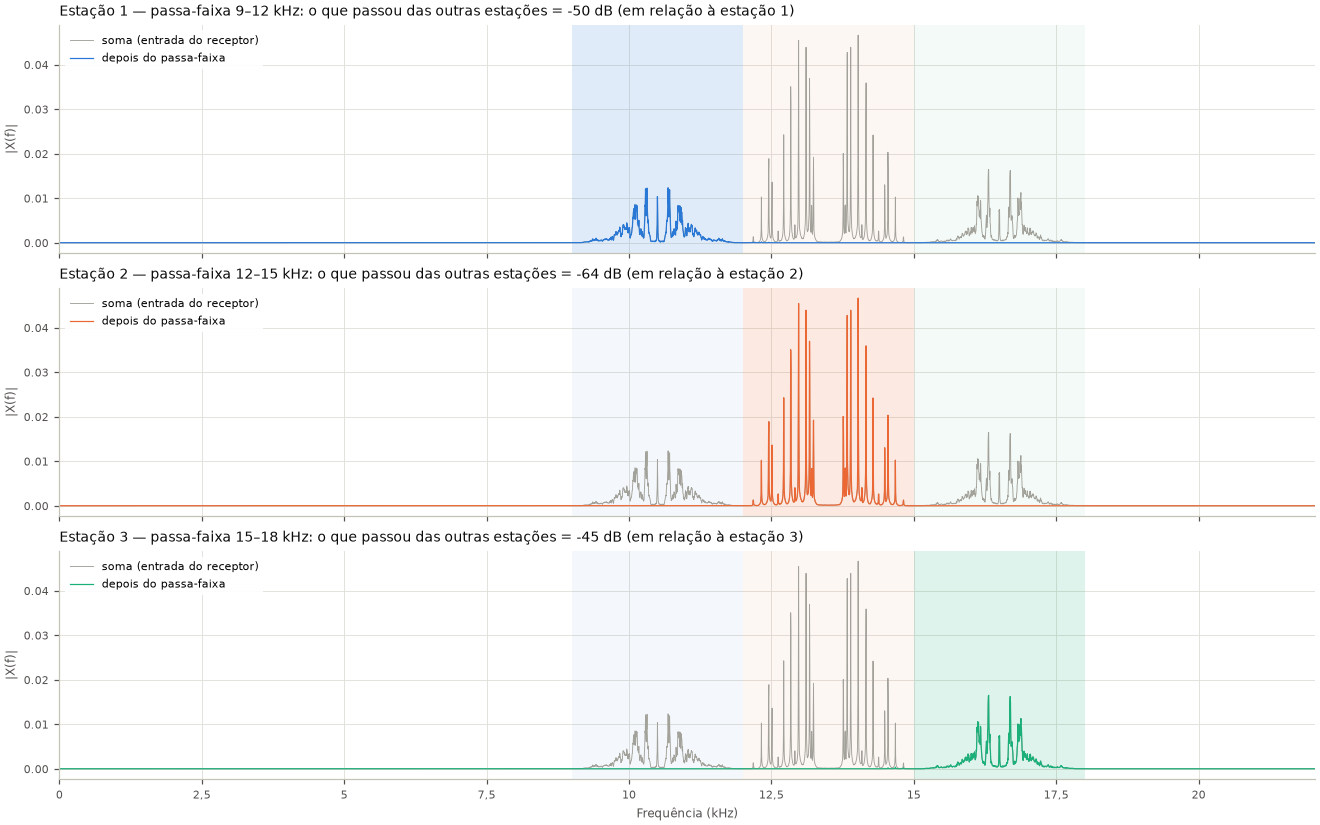 Estação 1 — passa-faixa 9–12 kHz: o que passou das outras estações = -50 dB (em relação à estação 1)
soma (entrada do receptor)
depois do passa-faixa
0.04
0.03
0.02
0.01
0.00
|X(f)|
Estação 2 — passa-faixa 12–15 kHz: o que passou das outras estações = -64 dB (em relação à estação 2)
soma (entrada do receptor)
depois do passa-faixa
0.04
0.03
0.02
0.01
0.00
|X(f)|
Estação 3 — passa-faixa 15–18 kHz: o que passou das outras estações = -45 dB (em relação à estação 3)
soma (entrada do receptor)
depois do passa-faixa
0.04
0.03
0.02
0.01
0.00
|X(f)|
0 2,5 5 7,5 10 12,5 15 17,5 20
Frequência (kHz)